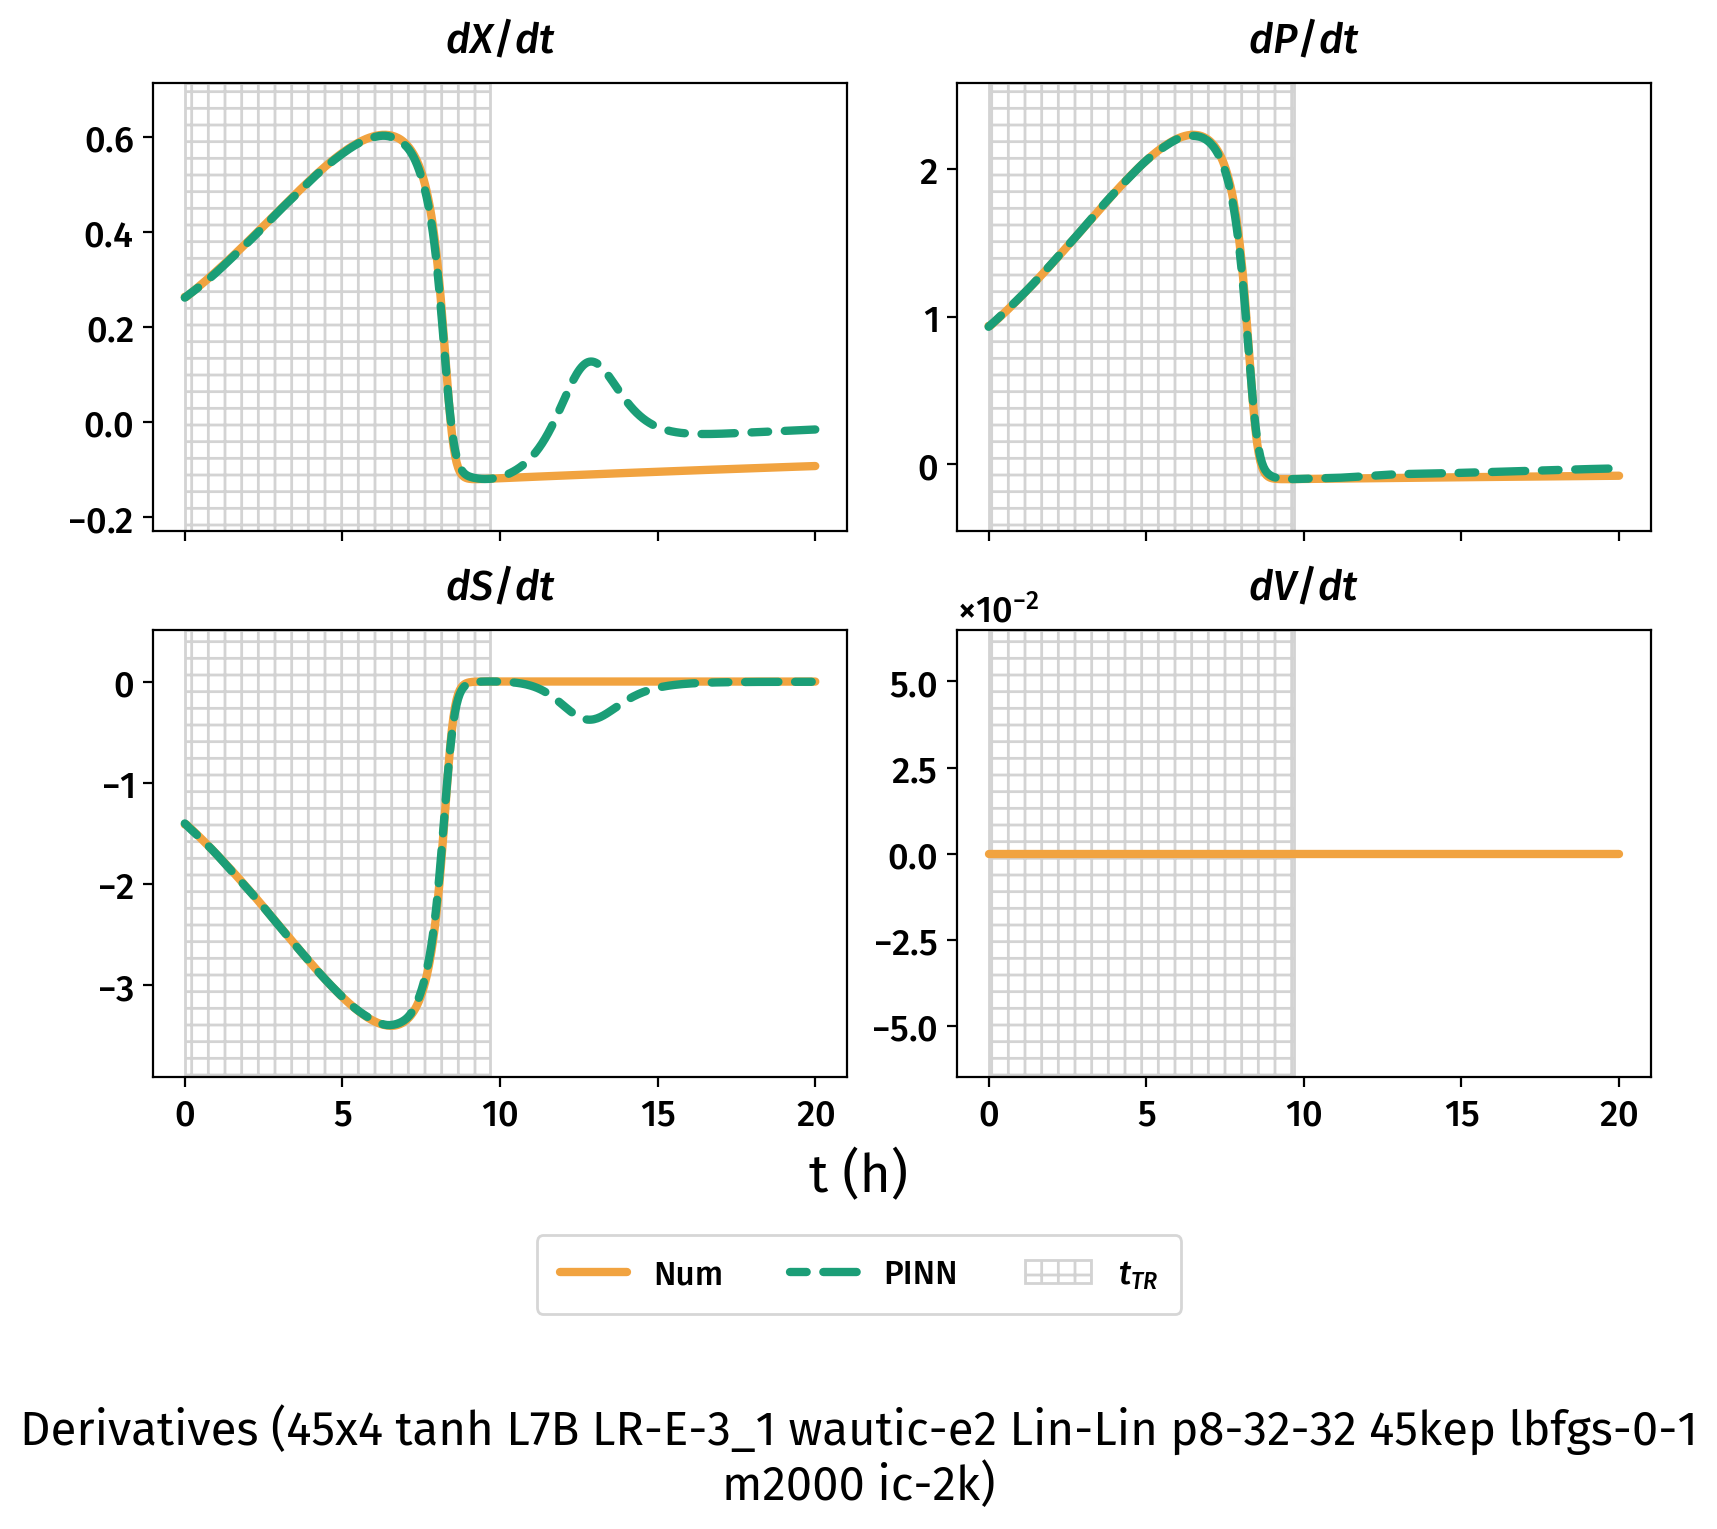 dX/dt
dP/dt
0.6
0.4
0.2
0.0
−0.2
2
1
0
dS/dt
dV/dt
×10⁻²
0
−1
−2
−3
5.0
2.5
0.0
−2.5
−5.0
0 5 10 15 20
0 5 10 15 20
t (h)
Num PINN t_TR
Derivatives (45x4 tanh L7B LR-E-3_1 wautic-e2 Lin-Lin p8-32-32 45kep lbfgs-0-1
m2000 ic-2k)